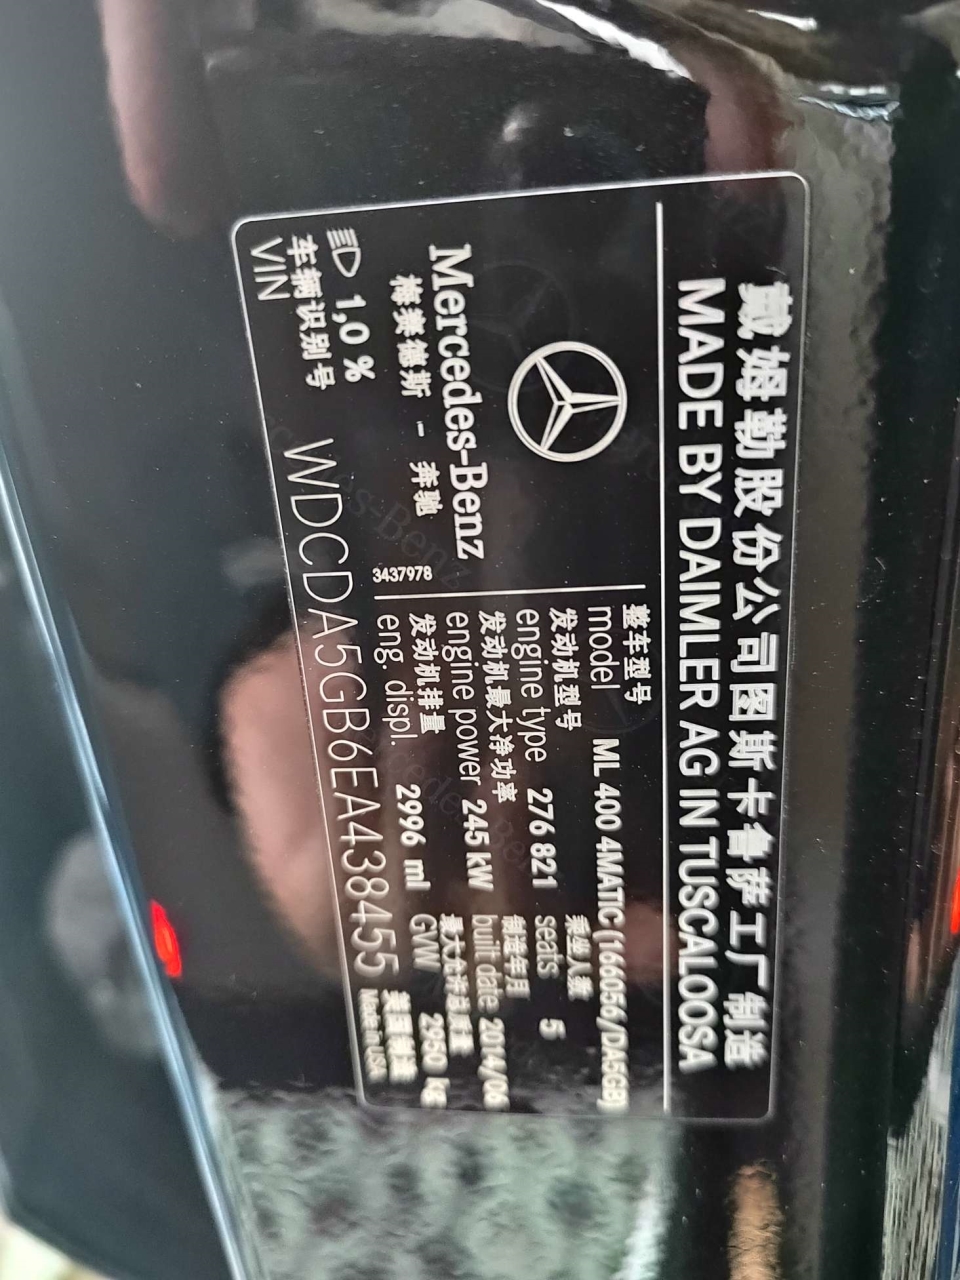 戴姆勒股份公司图斯卡鲁萨工厂制造
MADE BY DAIMLER AG IN TUSCALOOSA
Mercedes-Benz
梅赛德斯 - 奔驰
3437978
整车型号
model ML 400 4MATIC (166056/DA5GB)
发动机型号
engine type 276 821
乘坐人数
seats 5
发动机最大净功率
engine power 245 kW
制造年月
built date 2014/06
发动机排量
eng. displ. 2996 ml
最大允许总质量
GVW 2950 kg
1,0 %
车辆识别号
VIN WDCDA5GB6EA438455
美国制造
Made in USA